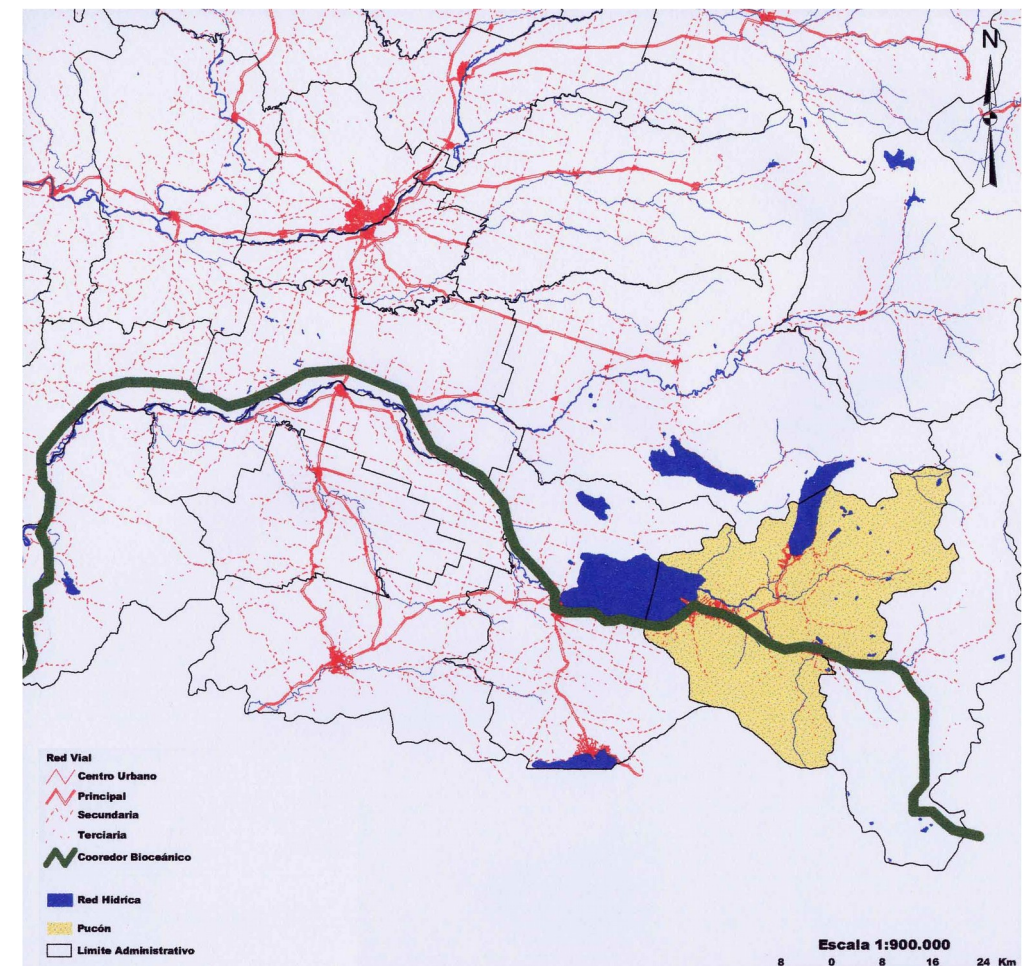 N
Red Vial
Centro Urbano
Principal
Secundaria
Terciaria
Cooredor Bioceánico
Red Hidríca
Pucón
Límite Administrativo
Escala 1:900.000
8 0 8 16 24 Km